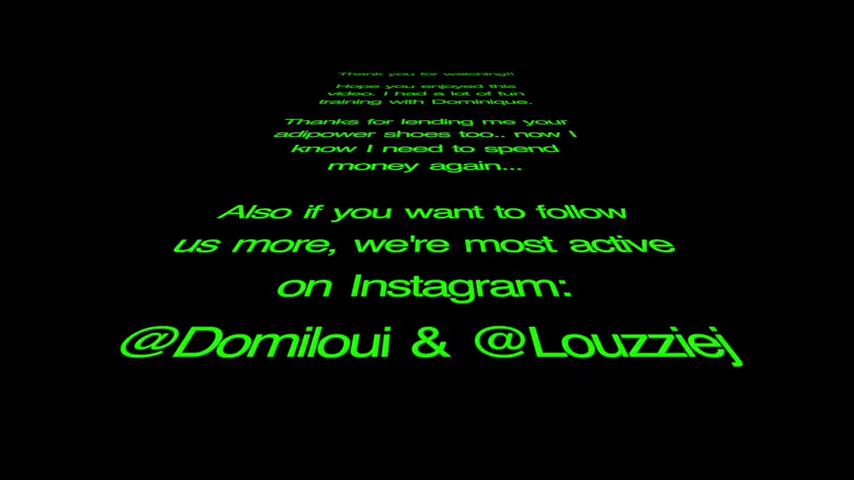 Thank you for watching!!
Hope you enjoyed this
video. I had a lot of fun
training with Dominique.
Thanks for lending me your
adipower shoes too.. now I
know I need to spend
money again...
Also if you want to follow
us more, we're most active
on Instagram:
@Domiloui & @Louzziej